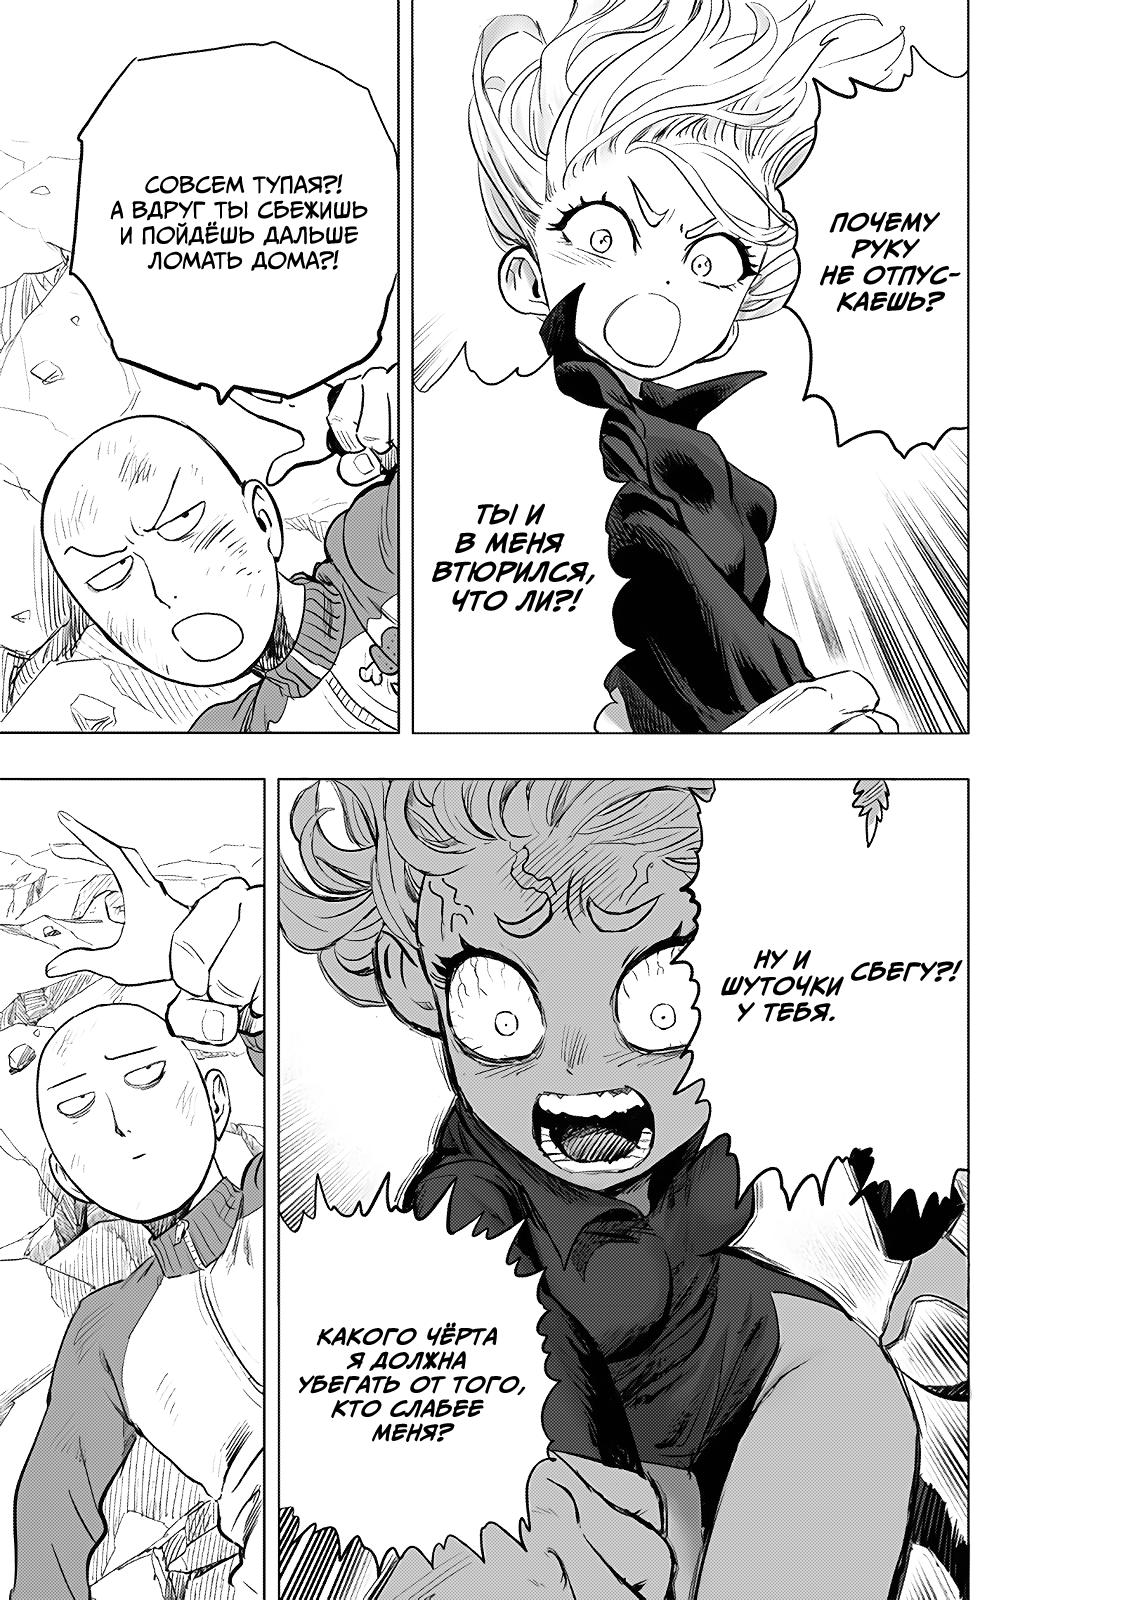 ПОЧЕМУ
РУКУ
НЕ ОТПУС-
КАЕШЬ?
ТЫ И
В МЕНЯ
ВТЮРИЛСЯ,
ЧТО ЛИ?!
СОВСЕМ ТУПАЯ?!
А ВДРУГ ТЫ СБЕЖИШЬ
И ПОЙДЁШЬ ДАЛЬШЕ
ЛОМАТЬ ДОМА?!
СБЕГУ?!
НУ И
ШУТОЧКИ
У ТЕБЯ.
КАКОГО ЧЁРТА
Я ДОЛЖНА
УБЕГАТЬ ОТ ТОГО,
КТО СЛАБЕЕ
МЕНЯ?